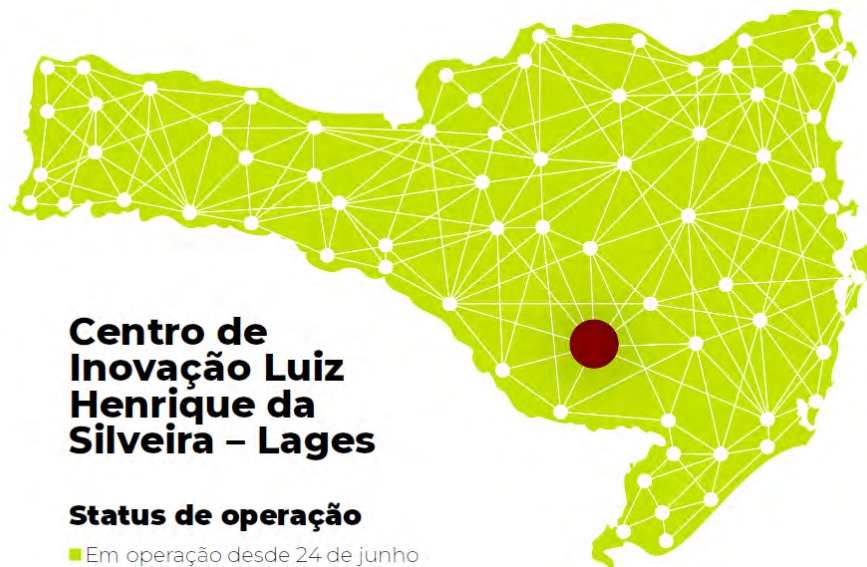 Centro de
Inovação Luiz
Henrique da
Silveira – Lages
Status de operação
Em operação desde 24 de junho